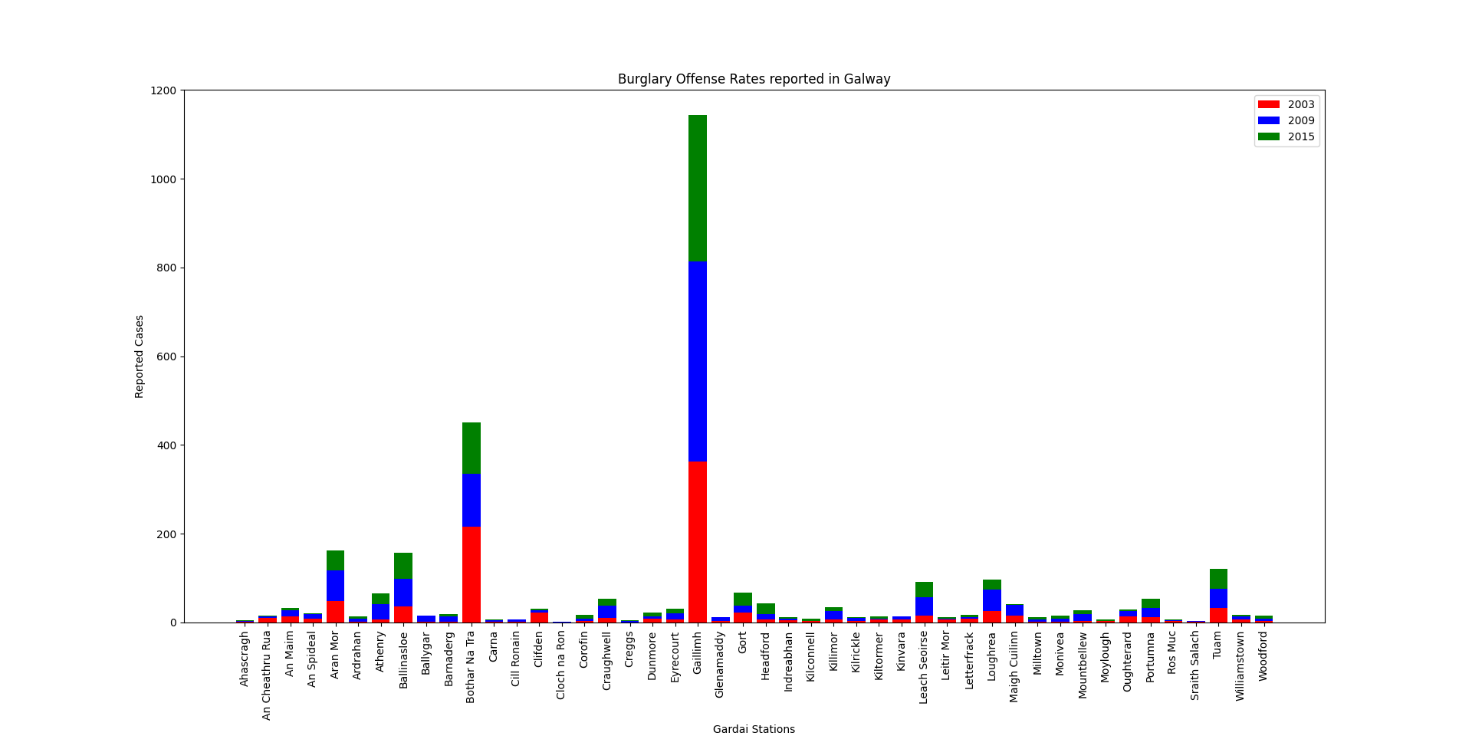 Burglary Offense Rates reported in Galway
1200
1000
800
600
400
200
0
Reported Cases
2003
2009
2015
Ahascragh
An Cheathru Rua
An Maim
An Spideal
Aran Mor
Ardrahan
Athenry
Ballinasloe
Ballygar
Barnaderg
Bothar Na Tra
Carna
Cill Ronain
Clifden
Cloch na Ron
Corofin
Craughwell
Creggs
Dunmore
Eyrecourt
Gaillimh
Glenamaddy
Gort
Headford
Indreabhan
Kilconnell
Killimor
Kilrickle
Kiltormer
Kinvara
Leach Seoirse
Leitir Mor
Letterfrack
Loughrea
Maigh Cuilinn
Milltown
Monivea
Mountbellew
Moylough
Oughterard
Portumna
Ros Muc
Sraith Salach
Tuam
Williamstown
Woodford
Gardai Stations